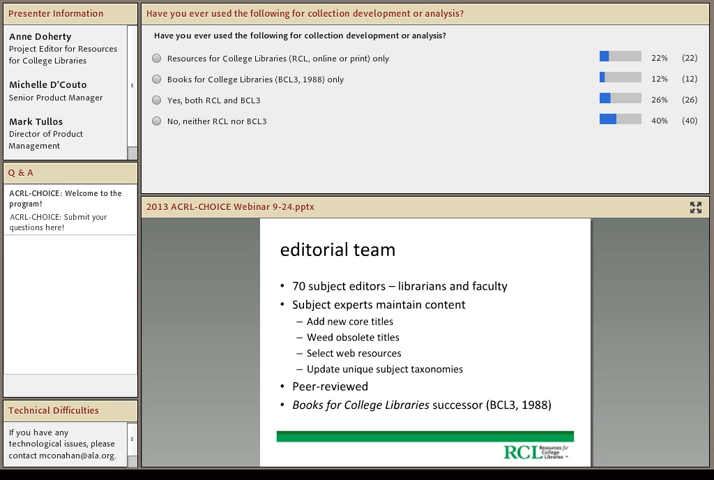 Presenter Information
Anne Doherty
Project Editor for Resources
for College Libraries
Michelle D'Couto
Senior Product Manager
Mark Tullos
Director of Product
Management
Q & A
ACRL-CHOICE: Welcome to the
program!
ACRL-CHOICE: Submit your
questions here!
Technical Difficulties
If you have any
technological issues, please
contact mconahan@ala.org.
Have you ever used the following for collection development or analysis?
Have you ever used the following for collection development or analysis?
Resources for College Libraries (RCL, online or print) only 22% (22)
Books for College Libraries (BCL3, 1988) only 12% (12)
Yes, both RCL and BCL3 26% (26)
No, neither RCL nor BCL3 40% (40)
2013 ACRL-CHOICE Webinar 9-24.pptx
editorial team
• 70 subject editors – librarians and faculty
• Subject experts maintain content
– Add new core titles
– Weed obsolete titles
– Select web resources
– Update unique subject taxonomies
• Peer-reviewed
• Books for College Libraries successor (BCL3, 1988)
RCL Resources for
College
Libraries